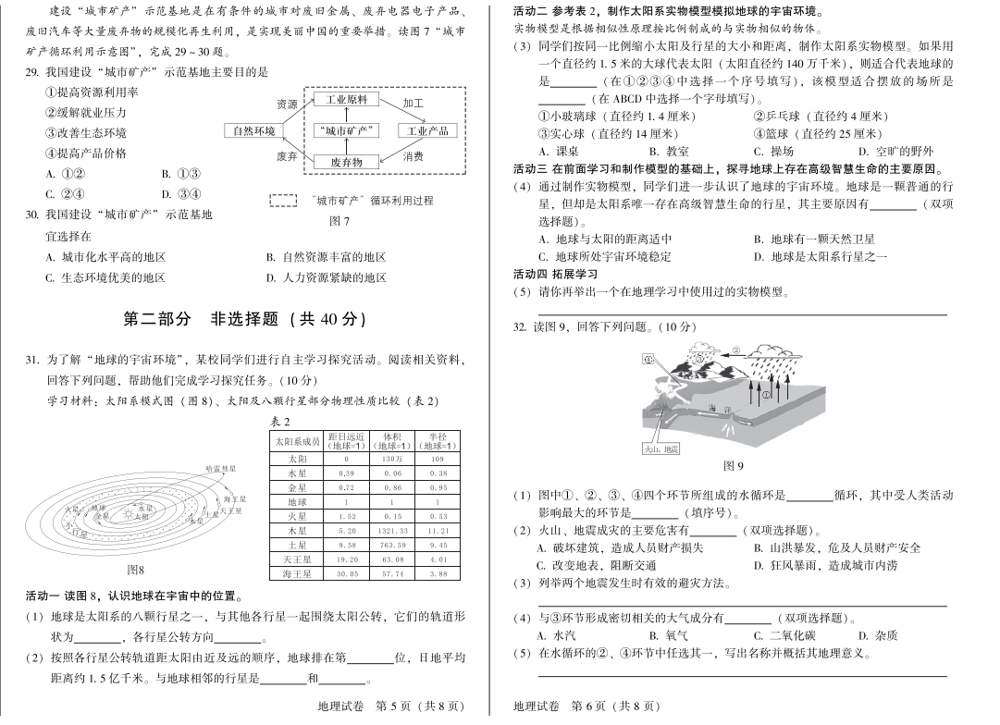 建设“城市矿产”示范基地是在有条件的城市对废旧金属、废弃电器电子产品、
废旧汽车等大量废弃物的规模化再生利用，是实现美丽中国的重要举措。读图7“城市
矿产循环利用示意图”，完成29～30题。
29. 我国建设“城市矿产”示范基地主要目的是
①提高资源利用率
②缓解就业压力
③改善生态环境
④提高产品价格
A. ①② B. ①③
C. ②④ D. ③④
资源 工业原料 加工
自然环境 “城市矿产” 工业产品
废弃 废弃物 消费
“城市矿产”循环利用过程
图7
30. 我国建设“城市矿产”示范基地
宜选择在
A. 城市化水平高的地区 B. 自然资源丰富的地区
C. 生态环境优美的地区 D. 人力资源紧缺的地区
第二部分 非选择题（共40分）
31. 为了解“地球的宇宙环境”，某校同学们进行自主学习探究活动。阅读相关资料，
回答下列问题，帮助他们完成学习探究任务。（10分）
学习材料：太阳系模式图（图8）、太阳及八颗行星部分物理性质比较（表2）
哈雷彗星
海王星
天王星
土星
木星
火星 地球 水星
金星 太阳
小行星
图8
表2
太阳系成员 距日远近（地球=1） 体积（地球=1） 半径（地球=1）
太阳 0 130万 109
水星 0.39 0.06 0.38
金星 0.72 0.86 0.95
地球 1 1 1
火星 1.52 0.15 0.53
木星 5.20 1321.33 11.21
土星 9.58 763.59 9.45
天王星 19.20 63.08 4.01
海王星 30.05 57.74 3.88
活动一 读图8，认识地球在宇宙中的位置。
（1）地球是太阳系的八颗行星之一，与其他各行星一起围绕太阳公转，它们的轨道形
状为________，各行星公转方向________。
（2）按照各行星公转轨道距太阳由近及远的顺序，地球排在第________位，日地平均
距离约1.5亿千米。与地球相邻的行星是________和________。
地理试卷 第5页（共8页）
活动二 参考表2，制作太阳系实物模型模拟地球的宇宙环境。
实物模型是根据相似性原理按比例制成的与实物相似的物体。
（3）同学们按同一比例缩小太阳及行星的大小和距离，制作太阳系实物模型。如果用
一个直径约1.5米的大球代表太阳（太阳直径约140万千米），则适合代表地球的
是________（在①②③④中选择一个序号填写），该模型适合摆放的场所是
________（在ABCD中选择一个字母填写）。
①小玻璃球（直径约1.4厘米） ②乒乓球（直径约4厘米）
③实心球（直径约14厘米） ④篮球（直径约25厘米）
A. 课桌 B. 教室 C. 操场 D. 空旷的野外
活动三 在前面学习和制作模型的基础上，探寻地球上存在高级智慧生命的主要原因。
（4）通过制作实物模型，同学们进一步认识了地球的宇宙环境。地球是一颗普通的行
星，但却是太阳系唯一存在高级智慧生命的行星，其主要原因有________（双项
选择题）。
A. 地球与太阳的距离适中 B. 地球有一颗天然卫星
C. 地球所处宇宙环境稳定 D. 地球是太阳系行星之一
活动四 拓展学习
（5）请你再举出一个在地理学习中使用过的实物模型。
32. 读图9，回答下列问题。（10分）
④ ③ ②
①
海 洋
火山、地震
图9
（1）图中①、②、③、④四个环节所组成的水循环是________循环，其中受人类活动
影响最大的环节是________（填序号）。
（2）火山、地震成灾的主要危害有________（双项选择题）。
A. 破坏建筑，造成人员财产损失 B. 山洪暴发，危及人员财产安全
C. 改变地表，阻断交通 D. 狂风暴雨，造成城市内涝
（3）列举两个地震发生时有效的避灾方法。
（4）与③环节形成密切相关的大气成分有________（双项选择题）。
A. 水汽 B. 氧气 C. 二氧化碳 D. 杂质
（5）在水循环的②、④环节中任选其一，写出名称并概括其地理意义。
地理试卷 第6页（共8页）